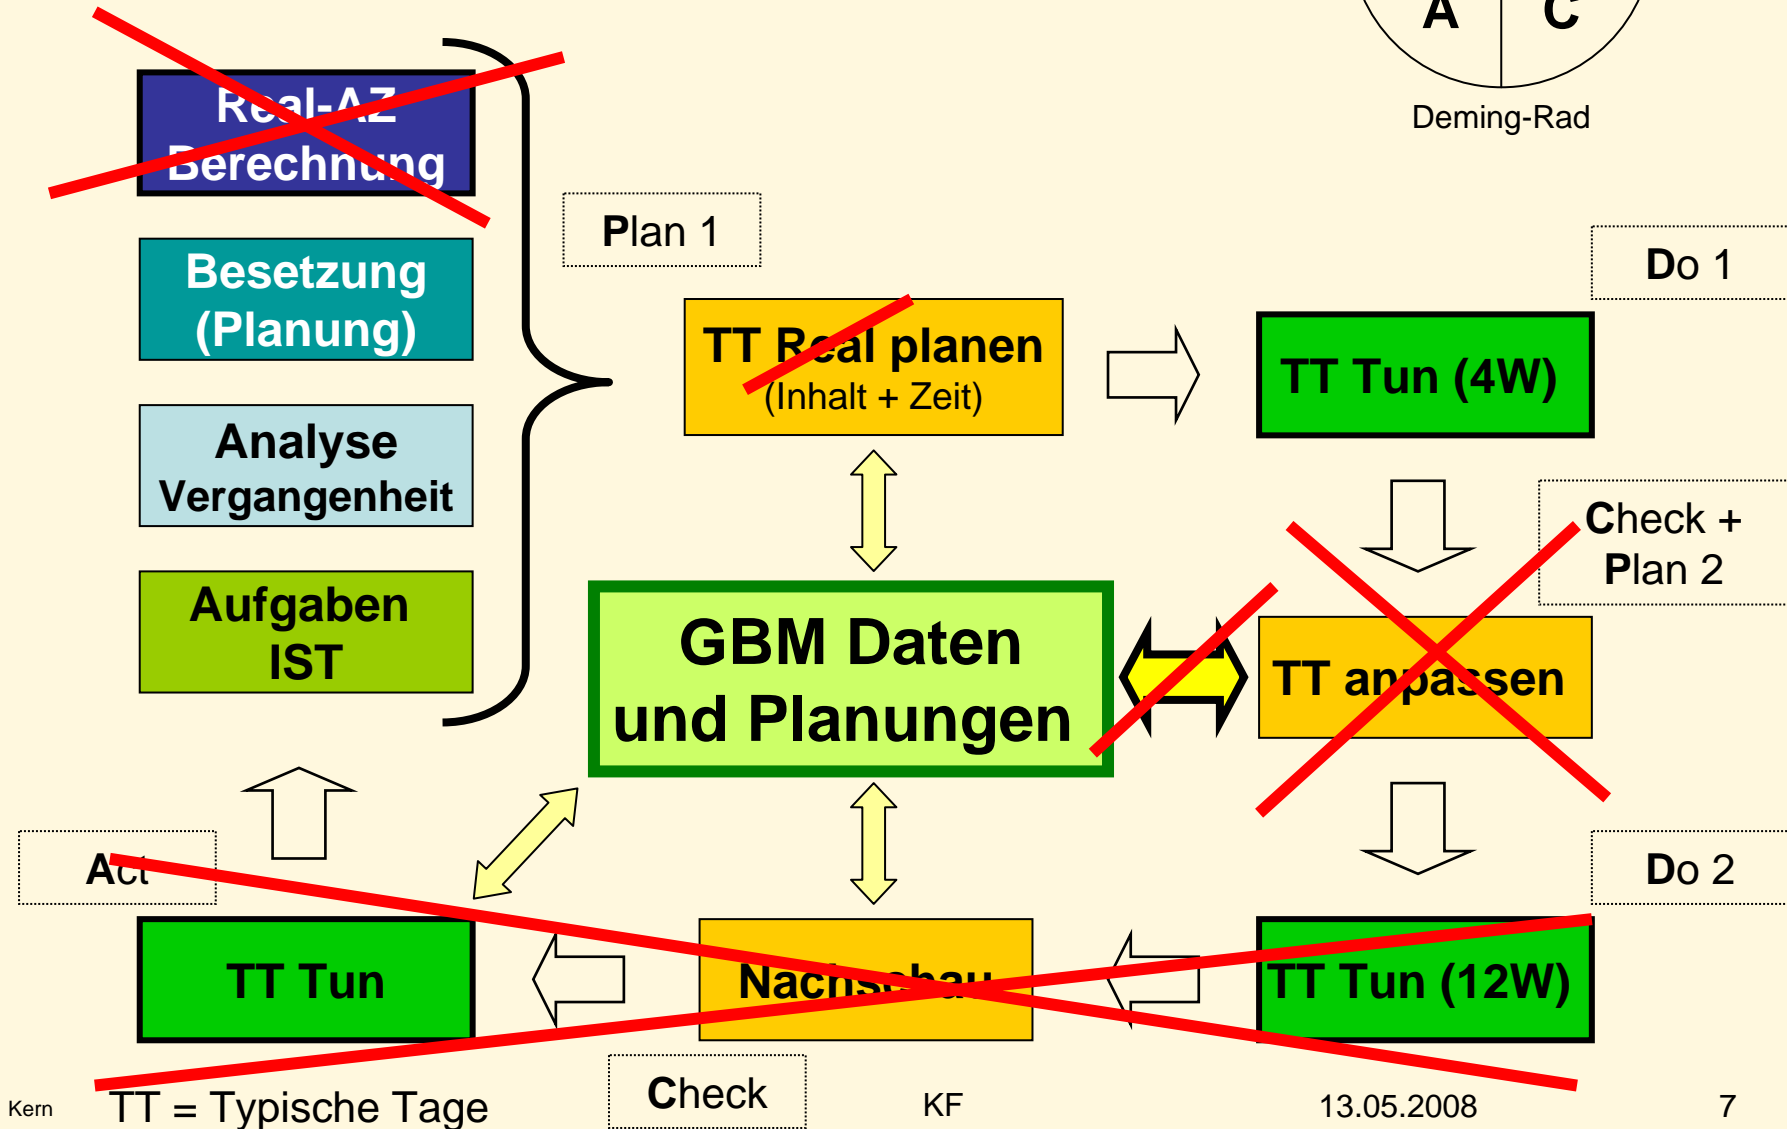 A C
Deming-Rad
Real-AZ
Berechnung
Plan 1
Besetzung
(Planung)
Do 1
TT Real planen
(Inhalt + Zeit)
TT Tun (4W)
Analyse
Vergangenheit
Check +
Plan 2
Aufgaben
IST
GBM Daten
und Planungen
TT anpassen
Act
Do 2
TT Tun
Nachschau
TT Tun (12W)
Check
Kern
TT = Typische Tage
KF
13.05.2008
7